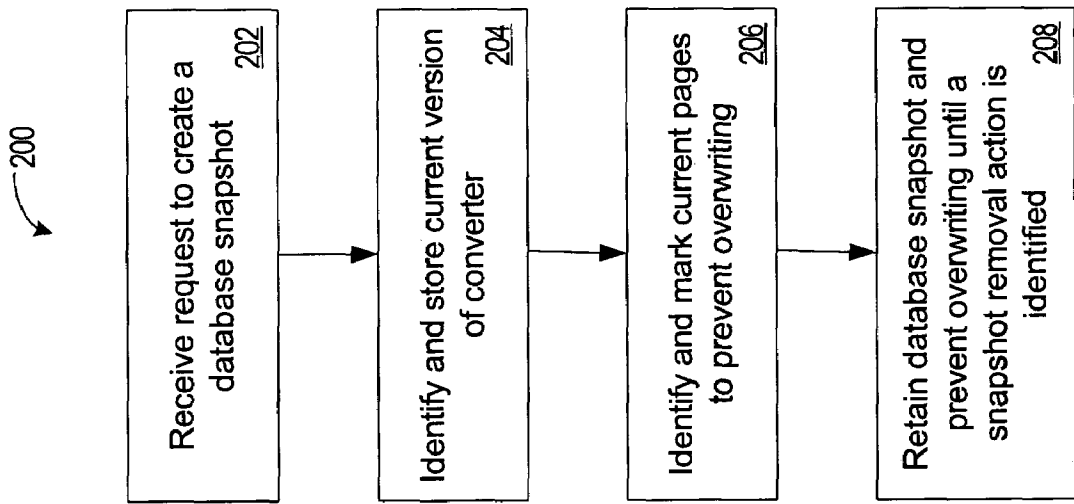 200
Receive request to create a
database snapshot
202
Identify and store current version
of converter
204
Identify and mark current pages
to prevent overwriting
206
Retain database snapshot and
prevent overwriting until a
snapshot removal action is
identified
208